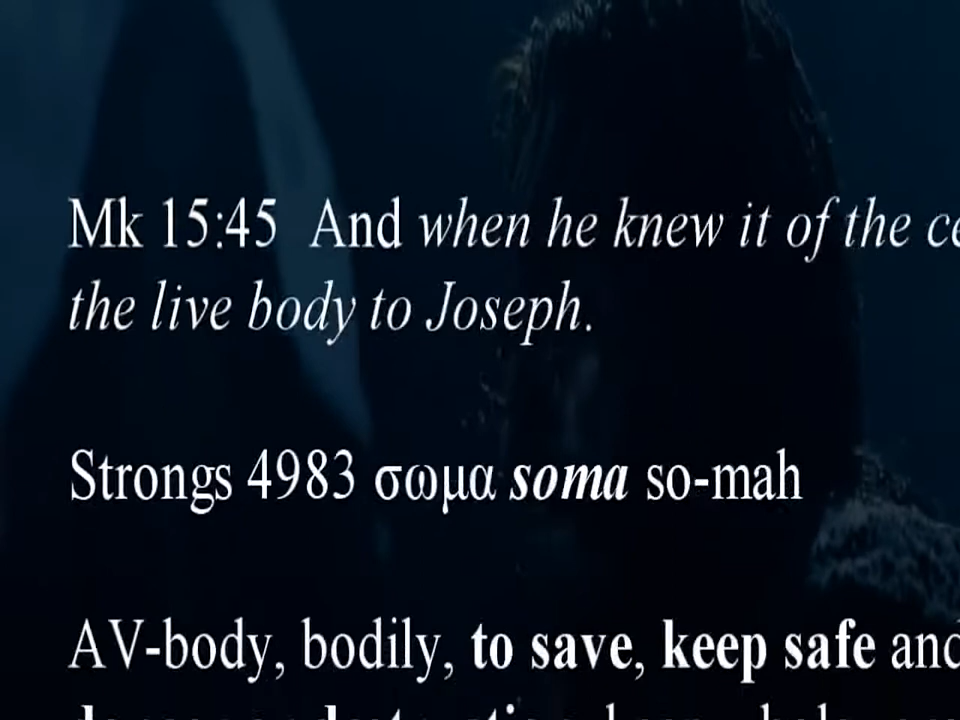 Mk 15:45 And when he knew it of the
the live body to Joseph.
Strongs 4983 σωμα soma so-mah
AV-body, bodily, to save, keep safe and